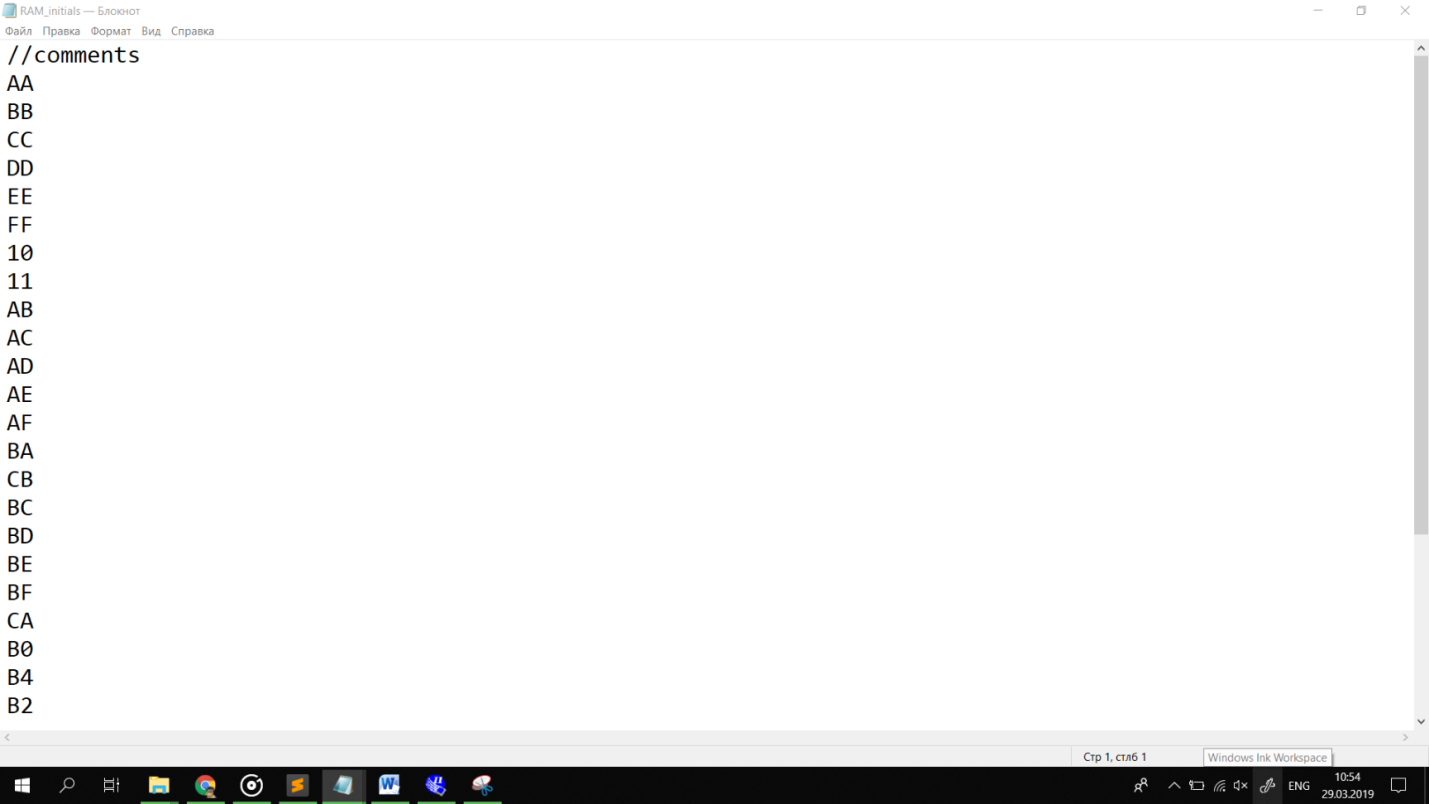 RAM_initials — Блокнот
Файл Правка Формат Вид Справка
//comments
AA
BB
CC
DD
EE
FF
10
11
AB
AC
AD
AE
AF
BA
CB
BC
BD
BE
BF
CA
B0
B4
B2
Стр 1, стлб 1
Windows Ink Workspace
ENG
10:54
29.03.2019